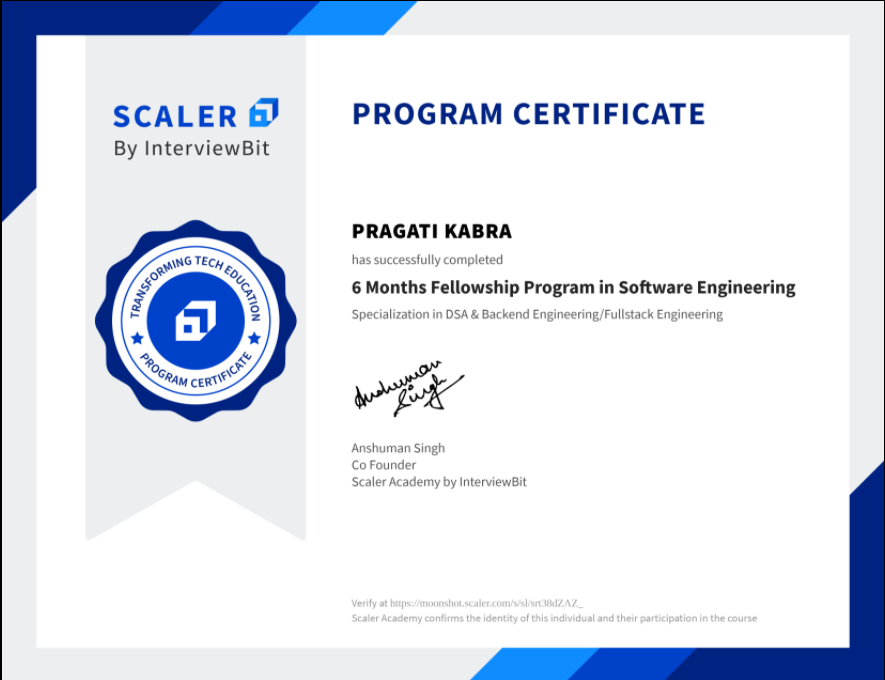 SCALER
By InterviewBit
TRANSFORMING TECH EDUCATION
PROGRAM CERTIFICATE
PROGRAM CERTIFICATE
PRAGATI KABRA
has successfully completed
6 Months Fellowship Program in Software Engineering
Specialization in DSA & Backend Engineering/Fullstack Engineering
Anshuman
Singh
Anshuman Singh
Co Founder
Scaler Academy by InterviewBit
Verify at https://moonshot.scaler.com/s/sl/srt38dZAZ_
Scaler Academy confirms the identity of this individual and their participation in the course